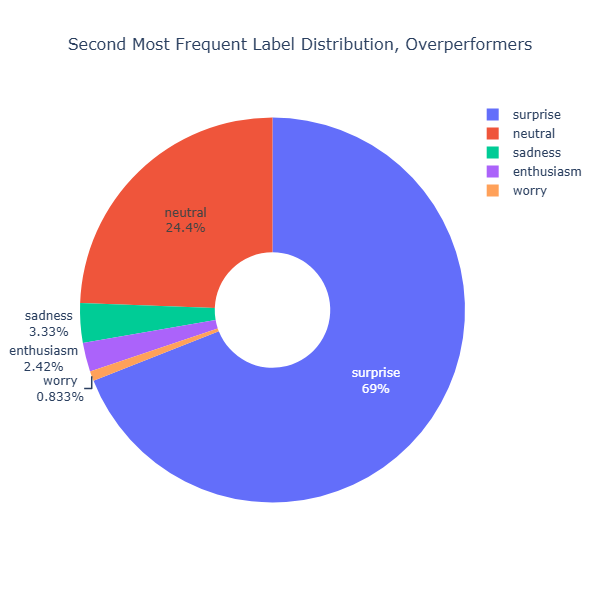 Second Most Frequent Label Distribution, Overperformers
surprise
neutral
sadness
enthusiasm
worry
neutral
24.4%
sadness
3.33%
enthusiasm
2.42%
worry
0.833%
surprise
69%